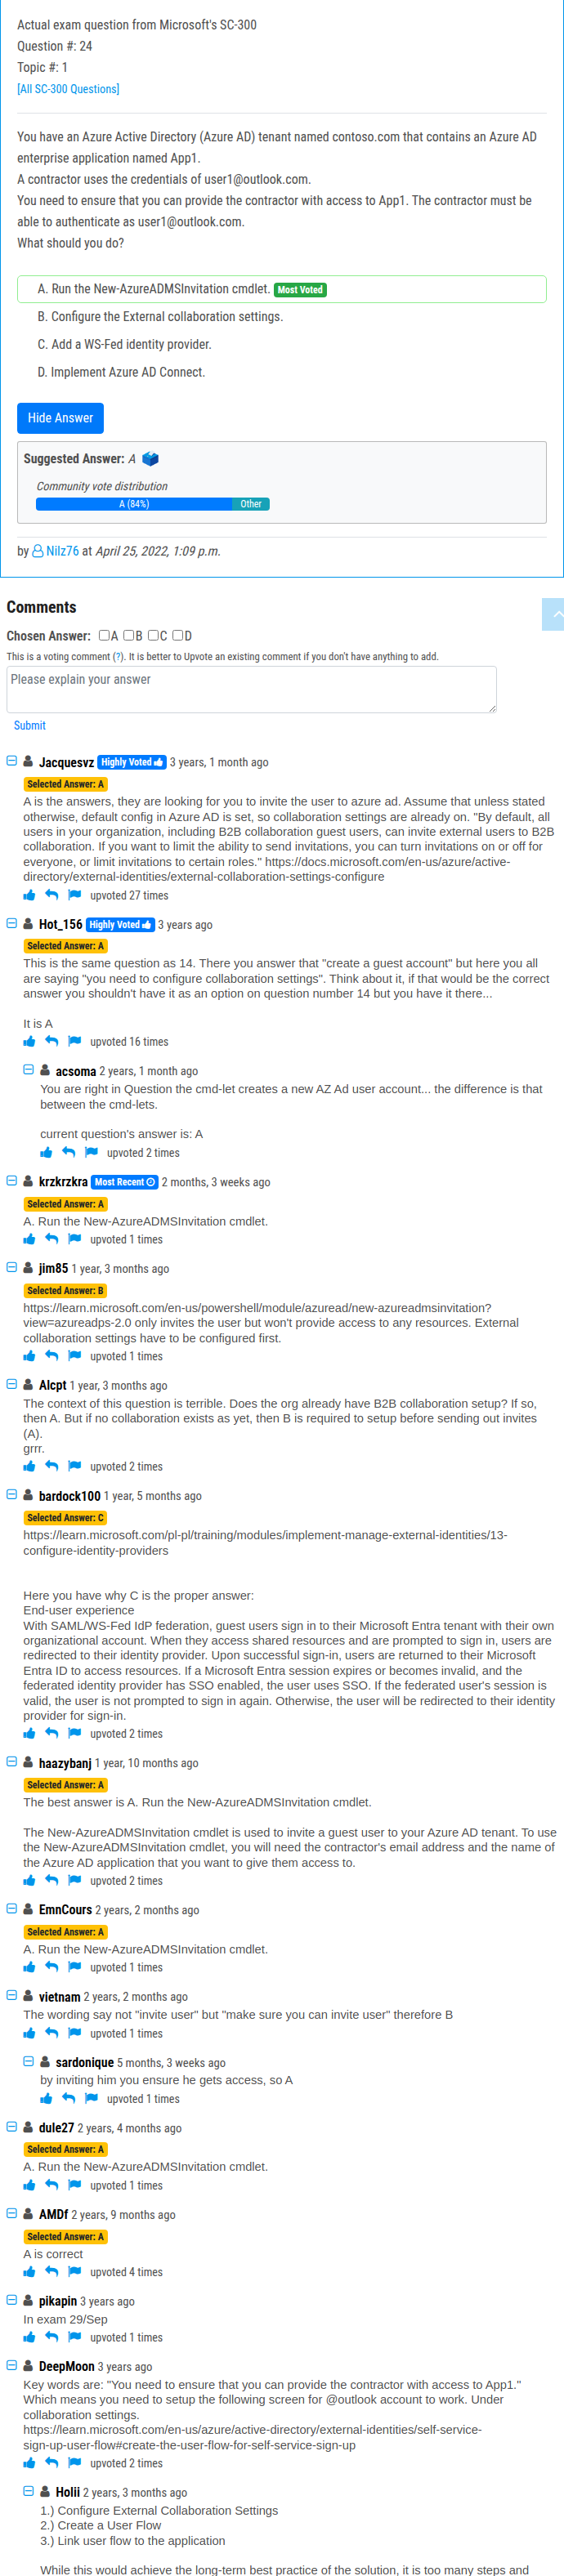 Actual exam question from Microsoft's SC-300
Question #: 24
Topic #: 1
[All SC-300 Questions]
You have an Azure Active Directory (Azure AD) tenant named contoso.com that contains an Azure AD
enterprise application named App1.
A contractor uses the credentials of user1@outlook.com.
You need to ensure that you can provide the contractor with access to App1. The contractor must be
able to authenticate as user1@outlook.com.
What should you do?
A. Run the New-AzureADMSInvitation cmdlet. Most Voted
B. Configure the External collaboration settings.
C. Add a WS-Fed identity provider.
D. Implement Azure AD Connect.
Hide Answer
Suggested Answer: A
Community vote distribution
A (84%) Other
by Nilz76 at April 25, 2022, 1:09 p.m.
Comments
Chosen Answer: A B C D
This is a voting comment (?). It is better to Upvote an existing comment if you don't have anything to add.
Please explain your answer
Submit
Jacquesvz Highly Voted 3 years, 1 month ago
Selected Answer: A
A is the answers, they are looking for you to invite the user to azure ad. Assume that unless stated
otherwise, default config in Azure AD is set, so collaboration settings are already on. "By default, all
users in your organization, including B2B collaboration guest users, can invite external users to B2B
collaboration. If you want to limit the ability to send invitations, you can turn invitations on or off for
everyone, or limit invitations to certain roles." https://docs.microsoft.com/en-us/azure/active-
directory/external-identities/external-collaboration-settings-configure
upvoted 27 times
Hot_156 Highly Voted 3 years ago
Selected Answer: A
This is the same question as 14. There you answer that "create a guest account" but here you all
are saying "you need to configure collaboration settings". Think about it, if that would be the correct
answer you shouldn't have it as an option on question number 14 but you have it there...
It is A
upvoted 16 times
acsoma 2 years, 1 month ago
You are right in Question the cmd-let creates a new AZ Ad user account... the difference is that
between the cmd-lets.
current question's answer is: A
upvoted 2 times
krzkrzkra Most Recent 2 months, 3 weeks ago
Selected Answer: A
A. Run the New-AzureADMSInvitation cmdlet.
upvoted 1 times
jim85 1 year, 3 months ago
Selected Answer: B
https://learn.microsoft.com/en-us/powershell/module/azuread/new-azureadmsinvitation?
view=azureadps-2.0 only invites the user but won't provide access to any resources. External
collaboration settings have to be configured first.
upvoted 1 times
Alcpt 1 year, 3 months ago
The context of this question is terrible. Does the org already have B2B collaboration setup? If so,
then A. But if no collaboration exists as yet, then B is required to setup before sending out invites
(A).
grrr.
upvoted 2 times
bardock100 1 year, 5 months ago
Selected Answer: C
https://learn.microsoft.com/pl-pl/training/modules/implement-manage-external-identities/13-
configure-identity-providers
Here you have why C is the proper answer:
End-user experience
With SAML/WS-Fed IdP federation, guest users sign in to their Microsoft Entra tenant with their own
organizational account. When they access shared resources and are prompted to sign in, users are
redirected to their identity provider. Upon successful sign-in, users are returned to their Microsoft
Entra ID to access resources. If a Microsoft Entra session expires or becomes invalid, and the
federated identity provider has SSO enabled, the user uses SSO. If the federated user's session is
valid, the user is not prompted to sign in again. Otherwise, the user will be redirected to their identity
provider for sign-in.
upvoted 2 times
haazybanj 1 year, 10 months ago
Selected Answer: A
The best answer is A. Run the New-AzureADMSInvitation cmdlet.
The New-AzureADMSInvitation cmdlet is used to invite a guest user to your Azure AD tenant. To use
the New-AzureADMSInvitation cmdlet, you will need the contractor's email address and the name of
the Azure AD application that you want to give them access to.
upvoted 2 times
EmnCours 2 years, 2 months ago
Selected Answer: A
A. Run the New-AzureADMSInvitation cmdlet.
upvoted 1 times
vietnam 2 years, 2 months ago
The wording say not "invite user" but "make sure you can invite user" therefore B
upvoted 1 times
sardonique 5 months, 3 weeks ago
by inviting him you ensure he gets access, so A
upvoted 1 times
dule27 2 years, 4 months ago
Selected Answer: A
A. Run the New-AzureADMSInvitation cmdlet.
upvoted 1 times
AMDf 2 years, 9 months ago
Selected Answer: A
A is correct
upvoted 4 times
pikapin 3 years ago
In exam 29/Sep
upvoted 1 times
DeepMoon 3 years ago
Key words are: "You need to ensure that you can provide the contractor with access to App1."
Which means you need to setup the following screen for @outlook account to work. Under
collaboration settings.
https://learn.microsoft.com/en-us/azure/active-directory/external-identities/self-service-
sign-up-user-flow#create-the-user-flow-for-self-service-sign-up
upvoted 2 times
Holii 2 years, 3 months ago
1.) Configure External Collaboration Settings
2.) Create a User Flow
3.) Link user flow to the application
While this would achieve the long-term best practice of the solution, it is too many steps and